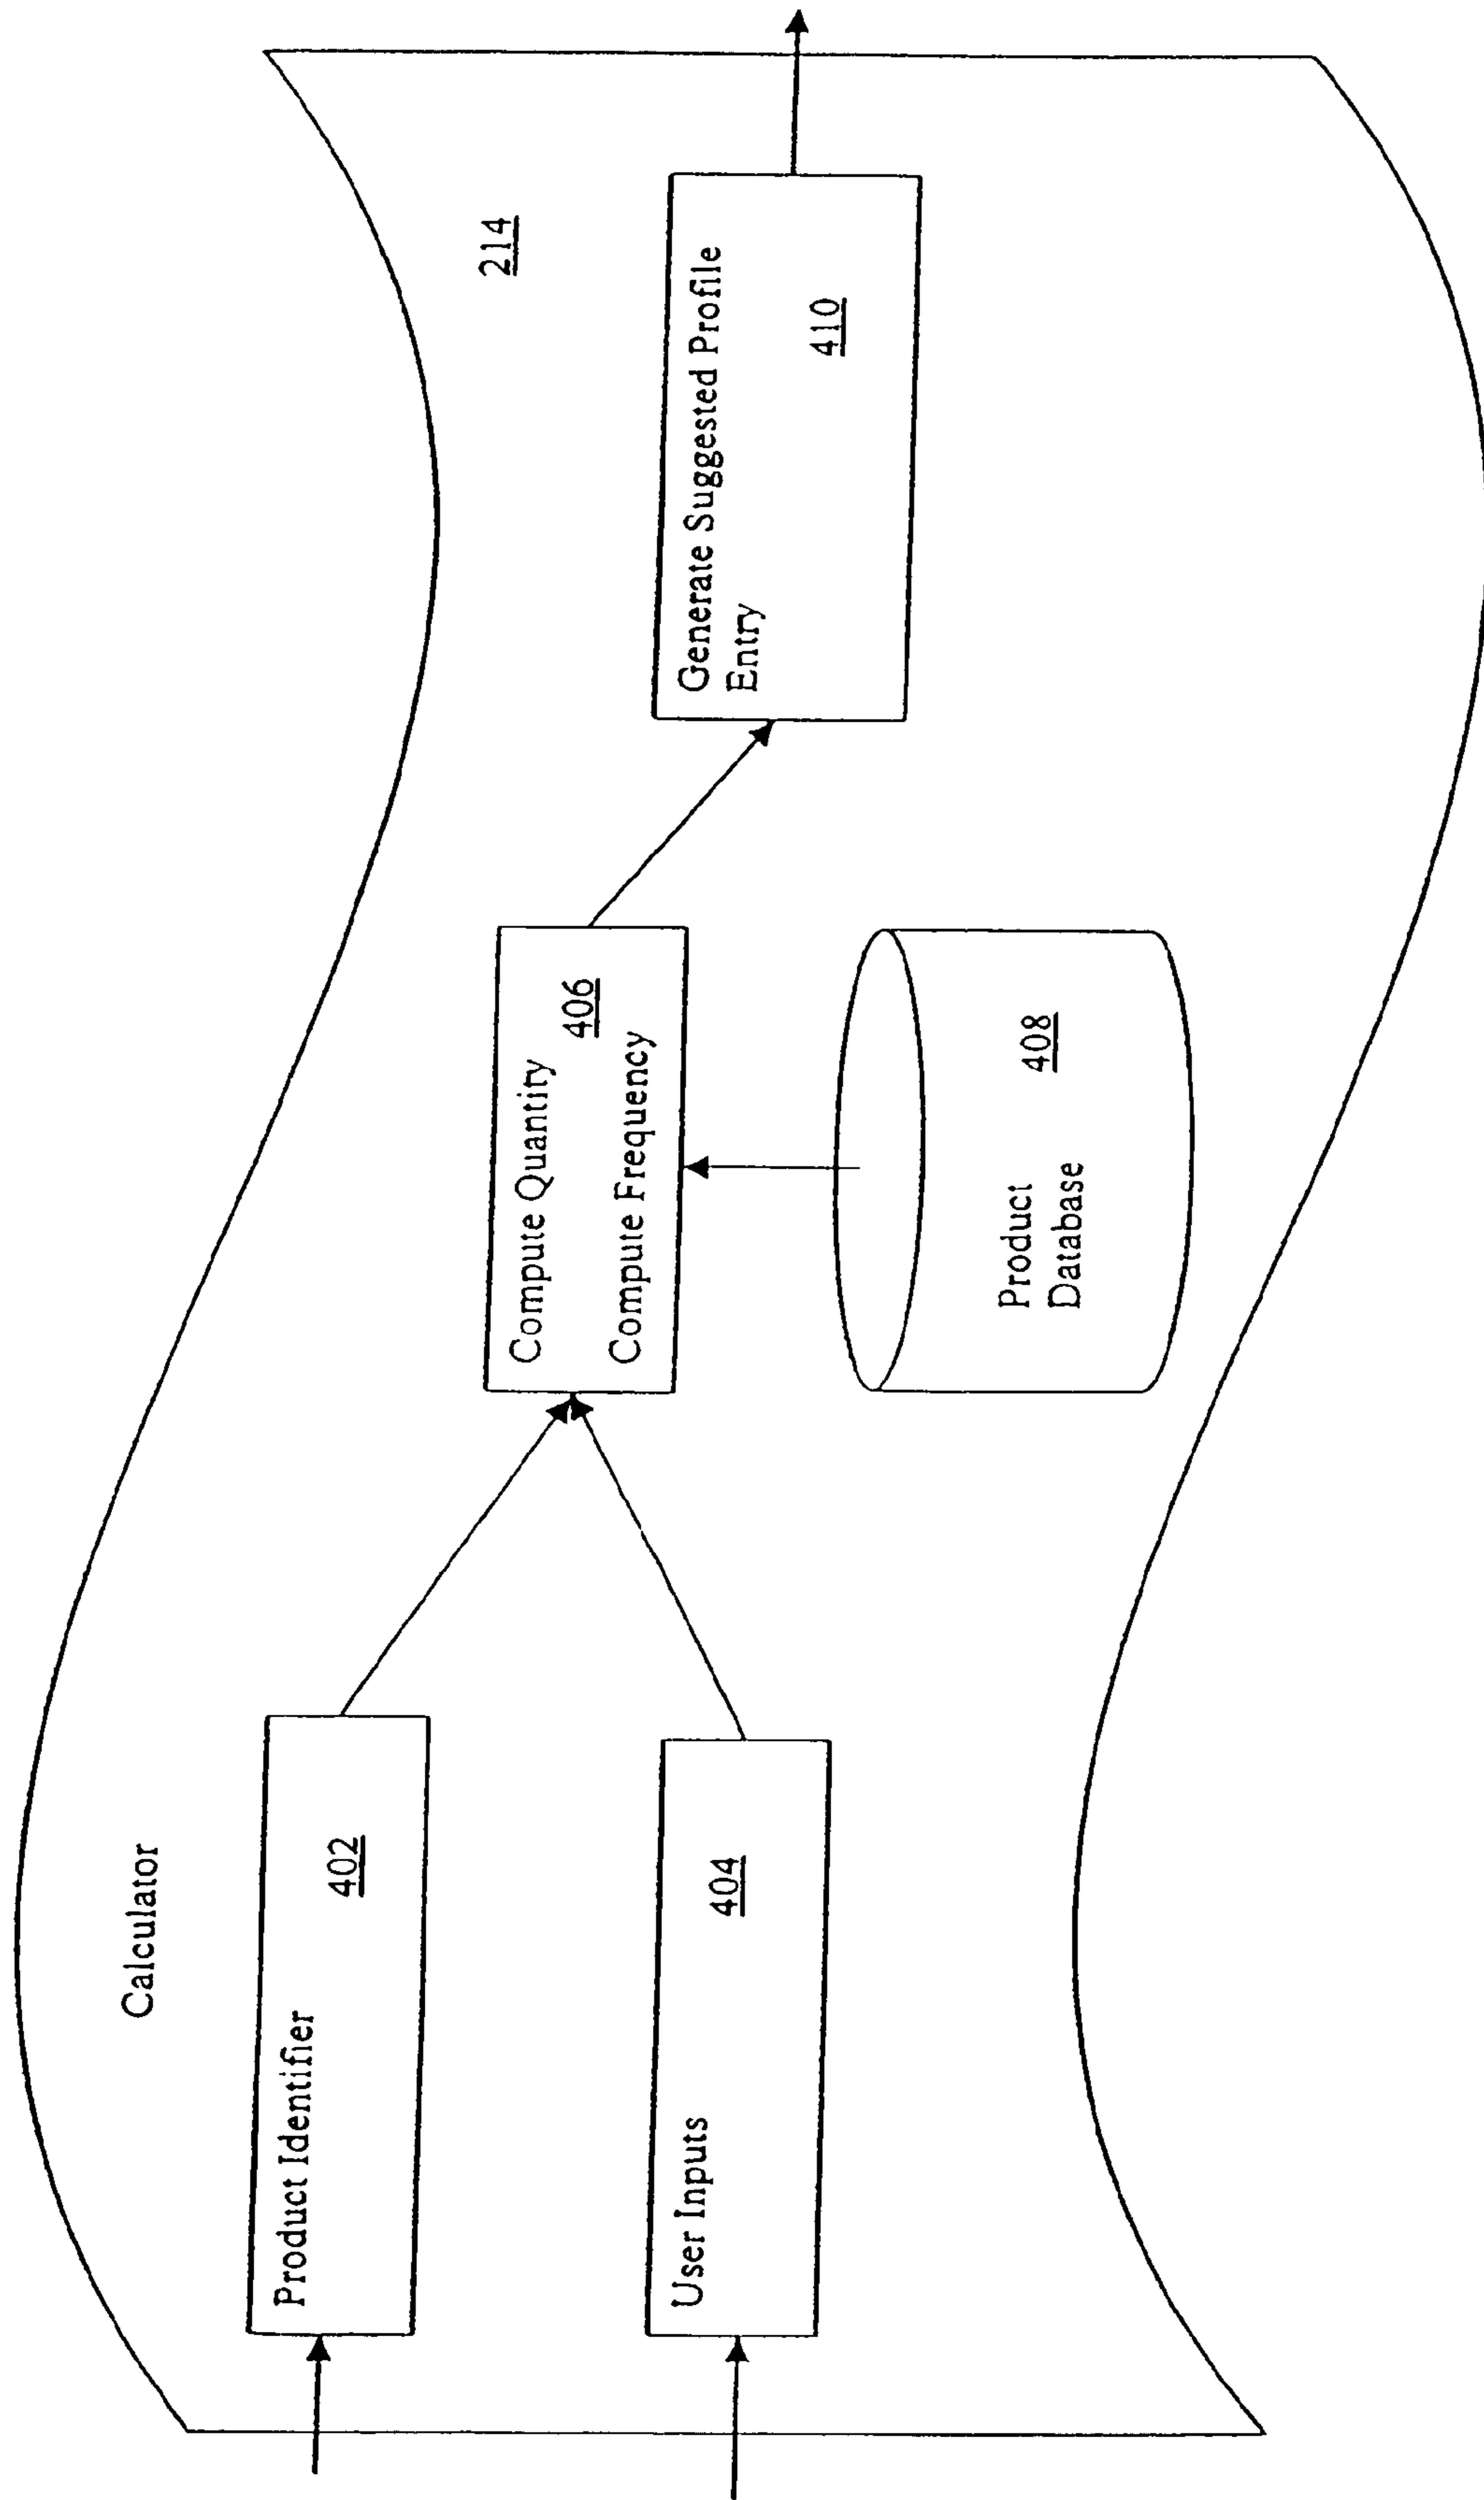 Calculator
214
Product Identifier
402
User Inputs
404
Compute Quantity
406
Compute Frequency
Product
Database
408
Generate Suggested Profile
Entry
410